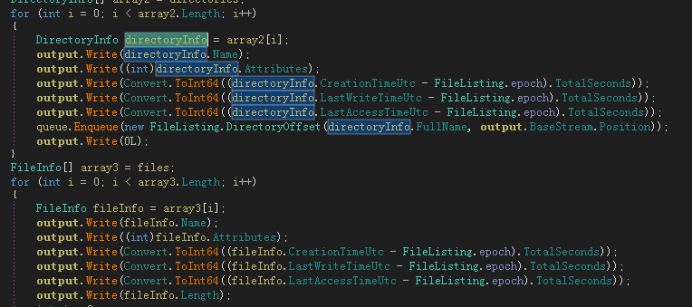 DirectoryInfo[] array2 = directories;
for (int i = 0; i < array2.Length; i++)
{
DirectoryInfo directoryInfo = array2[i];
output.Write(directoryInfo.Name);
output.Write((int)directoryInfo.Attributes);
output.Write(Convert.ToInt64((directoryInfo.CreationTimeUtc - FileListing.epoch).TotalSeconds));
output.Write(Convert.ToInt64((directoryInfo.LastWriteTimeUtc - FileListing.epoch).TotalSeconds));
output.Write(Convert.ToInt64((directoryInfo.LastAccessTimeUtc - FileListing.epoch).TotalSeconds));
queue.Enqueue(new FileListing.DirectoryOffset(directoryInfo.FullName, output.BaseStream.Position));
output.Write(0L);
}
FileInfo[] array3 = files;
for (int i = 0; i < array3.Length; i++)
{
FileInfo fileInfo = array3[i];
output.Write(fileInfo.Name);
output.Write((int)fileInfo.Attributes);
output.Write(Convert.ToInt64((fileInfo.CreationTimeUtc - FileListing.epoch).TotalSeconds));
output.Write(Convert.ToInt64((fileInfo.LastWriteTimeUtc - FileListing.epoch).TotalSeconds));
output.Write(Convert.ToInt64((fileInfo.LastAccessTimeUtc - FileListing.epoch).TotalSeconds));
output.Write(fileInfo.Length);